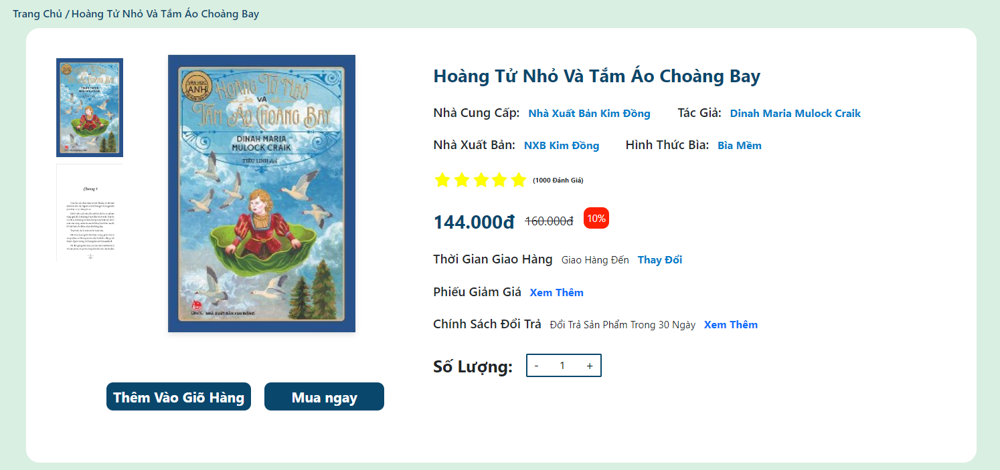 Trang Chủ / Hoàng Tử Nhỏ Và Tấm Áo Choàng Bay
VĂN HỌC
ANH
HOÀNG TỬ NHỎ
VÀ
TẤM ÁO CHOÀNG BAY
DINAH MARIA
MULOCK CRAIK
TIỂU LINH dịch
NHÀ XUẤT BẢN KIM ĐỒNG
Chương 1
Thêm Vào Giỏ Hàng
Mua ngay
Hoàng Tử Nhỏ Và Tấm Áo Choàng Bay
Nhà Cung Cấp: Nhà Xuất Bản Kim Đồng Tác Giả: Dinah Maria Mulock Craik
Nhà Xuất Bản: NXB Kim Đồng Hình Thức Bìa: Bìa Mềm
(1000 Đánh Giá)
144.000đ 160.000đ 10%
Thời Gian Giao Hàng Giao Hàng Đến Thay Đổi
Phiếu Giảm Giá Xem Thêm
Chính Sách Đổi Trả Đổi Trả Sản Phẩm Trong 30 Ngày Xem Thêm
Số Lượng: - 1 +